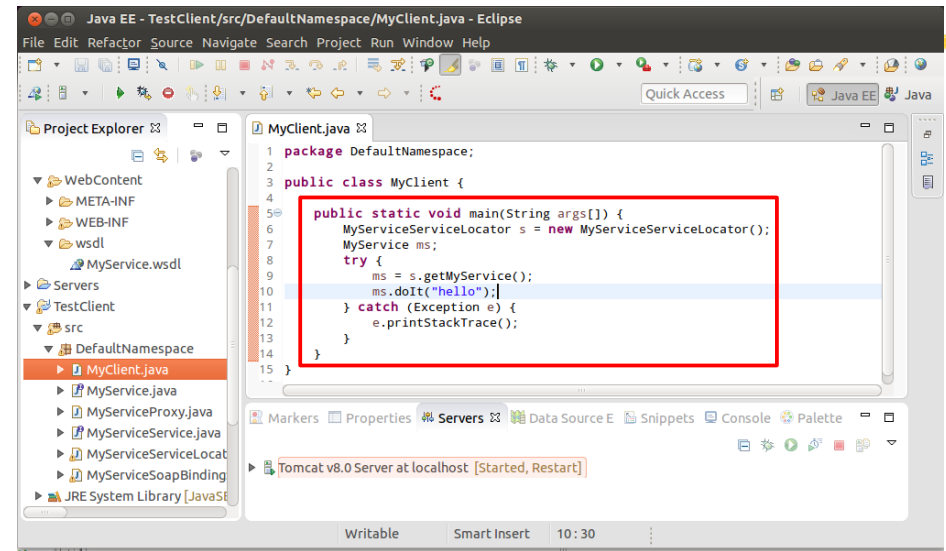 Java EE - TestClient/src/DefaultNamespace/MyClient.java - Eclipse
File Edit Refactor Source Navigate Search Project Run Window Help
Quick Access
Java EE
Java
Project Explorer
WebContent
META-INF
WEB-INF
wsdl
MyService.wsdl
Servers
TestClient
src
DefaultNamespace
MyClient.java
MyService.java
MyServiceProxy.java
MyServiceService.java
MyServiceServiceLocat
MyServiceSoapBinding
JRE System Library [JavaSE
MyClient.java
1 package DefaultNamespace;
2
3 public class MyClient {
4
5 public static void main(String args[]) {
6 MyServiceServiceLocator s = new MyServiceServiceLocator();
7 MyService ms;
8 try {
9 ms = s.getMyService();
10 ms.doIt("hello");
11 } catch (Exception e) {
12 e.printStackTrace();
13 }
14 }
15 }
Markers Properties Servers Data Source E Snippets Console Palette
Tomcat v8.0 Server at localhost [Started, Restart]
Writable Smart Insert 10:30